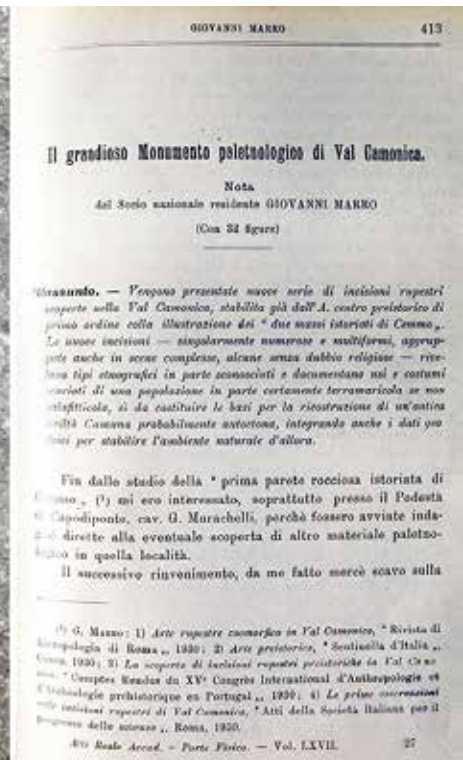 GIOVANNI MARRO 413
Il grandioso Monumento paletnologico di Val Camonica.
Nota
del Socio nazionale residente GIOVANNI MARRO
(Con 32 figure)
— Vengono presentate nuove serie di incisioni rupestri
scoperte nella Val Camonica, stabilita già dall'A. centro preistorico di
primo ordine colla illustrazione dei " due massi istoriati di Cemmo „.
Le nuove incisioni — singolarmente numerose e multiformi, aggrup-
pate anche in scene complesse, alcune senza dubbio religiose — rive-
lano tipi etnografici in parte sconosciuti e documentano usi e costumi
di una popolazione in parte certamente terramaricola se non
sì da costituire le basi per la ricostruzione di un'antica
civiltà Camuna probabilmente autoctona, integrando anche i dati
per stabilire l'ambiente naturale d'allora.
Fin dallo studio della " prima parete rocciosa istoriata di
Cemmo „ (¹) mi ero interessato, soprattutto presso il Podestà
di Capodiponte, cav. G. Murachelli, perchè fossero avviate inda-
gini dirette alla eventuale scoperta di altro materiale paletno-
logico in quella località.
Il successivo rinvenimento, da me fatto mercè scavo sulla
(¹) G. Marro: 1) Arte rupestre zoomorfica in Val Camonica, " Rivista di
Antropologia di Roma „, 1930; 2) Arte preistorica, " Sentinella d'Italia „,
Cuneo, 1930; 3) La scoperta di incisioni rupestri preistoriche in Val Camo-
nica, " Comptes Rendus du XVᵉ Congrès International d'Anthropologie et
d'Archéologie préhistorique en Portugal „, 1930; 4) Le prime escursioni
incisioni rupestri di Val Camonica, " Atti della Società Italiana per il
Progresso delle scienze „, Roma, 1930.
Atti Reale Accad. - Parte Fisica. — Vol. LXVII. 27